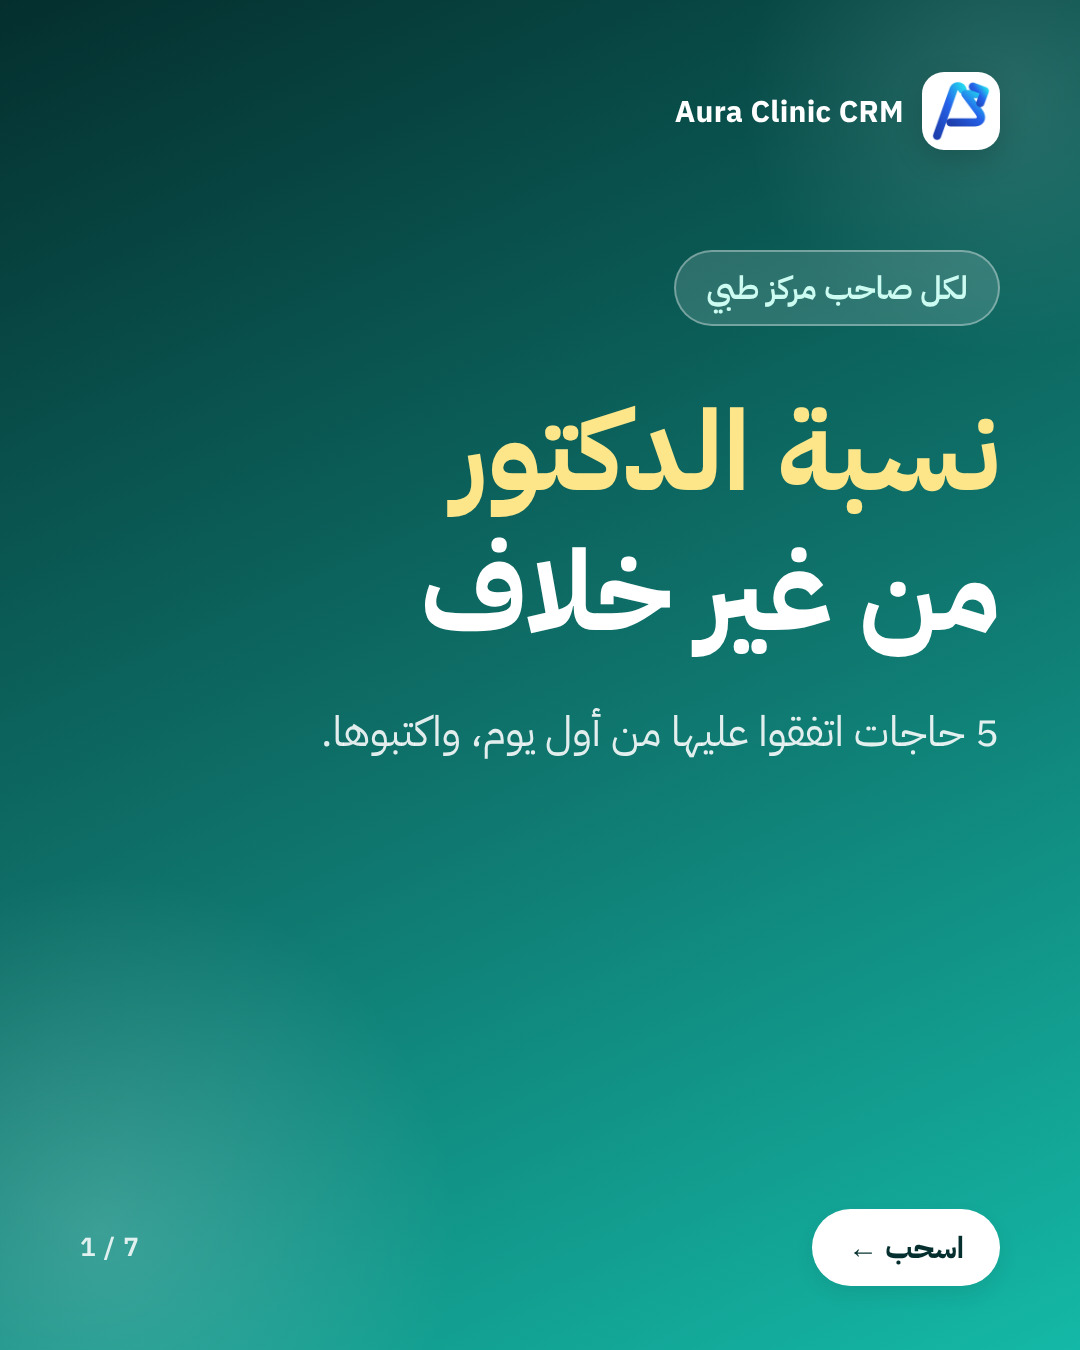 Aura Clinic CRM
لكل صاحب مركز طبي
نسبة الدكتور
من غير خلاف
5 حاجات اتفقوا عليها من أول يوم، واكتبوها.
اسحب ←
1 / 7